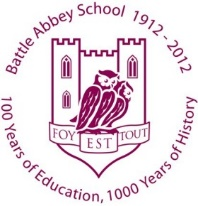 Battle Abbey School 1912 - 2012
FOY EST TOUT
100 Years of Education, 1000 Years of History